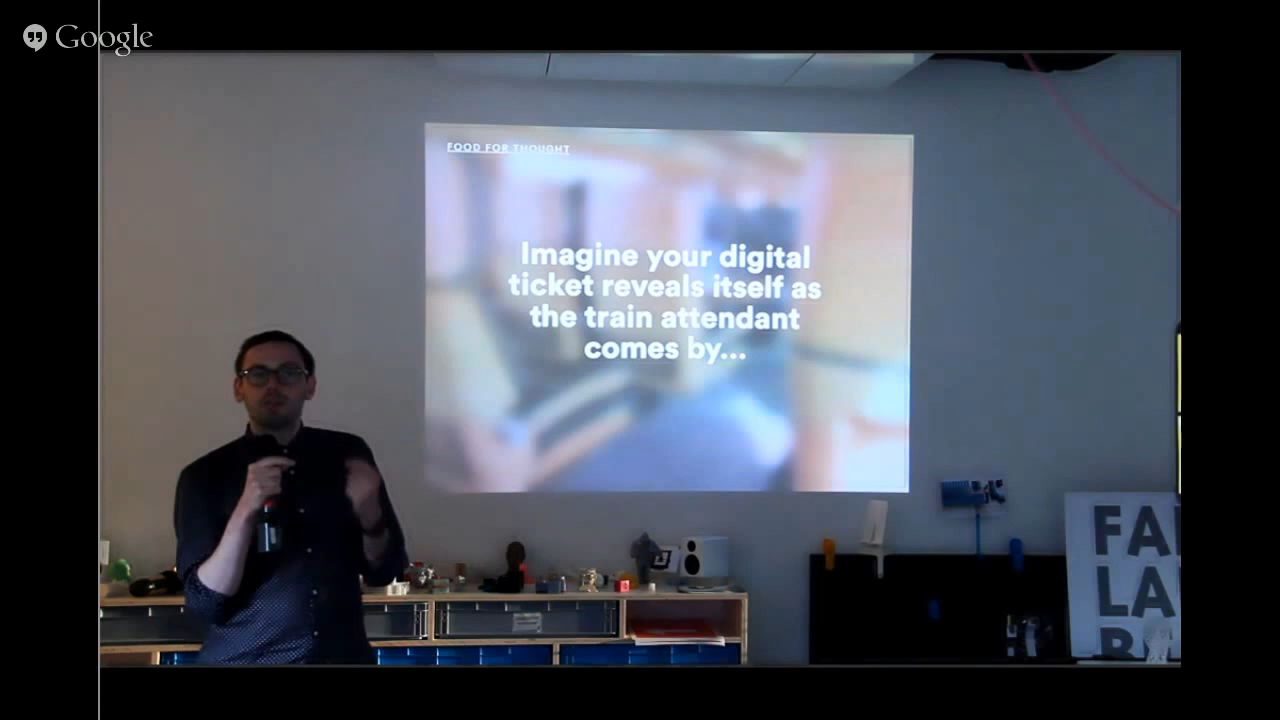 Google
FOOD FOR THOUGHT
Imagine your digital
ticket reveals itself as
the train attendant
comes by...
FA
LA